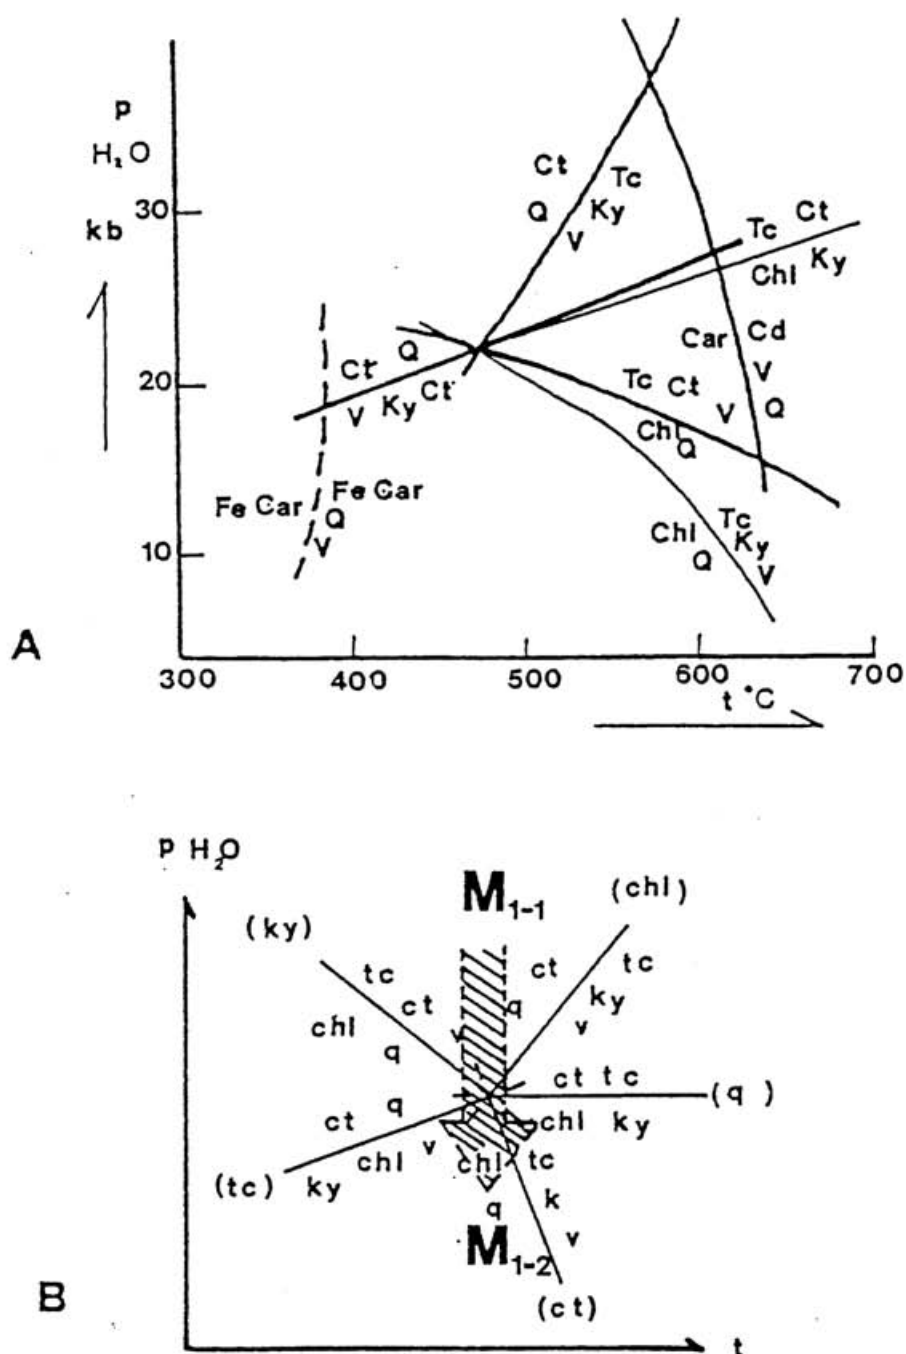 P
H₂O
kb
30
20
10
300
400
500
600
700
t °C
Ct
Q
V
Tc
Ky
Tc Ct
Chl Ky
Car Cd
V
Q
Ct Q
V Ky Ct
Tc Ct
V
Chl
Q
Tc
Chl Ky
Q V
Fe Car Fe Car
Q
V
A
P H₂O
M₁₋₁
(chl)
(ky)
tc
ct
v
chl
q
ct
q
tc
ky
v
ct tc
(q)
chl ky
ct q
chl v
(tc) ky
chl tc
q
k
v
M₁₋₂
(ct)
B
t